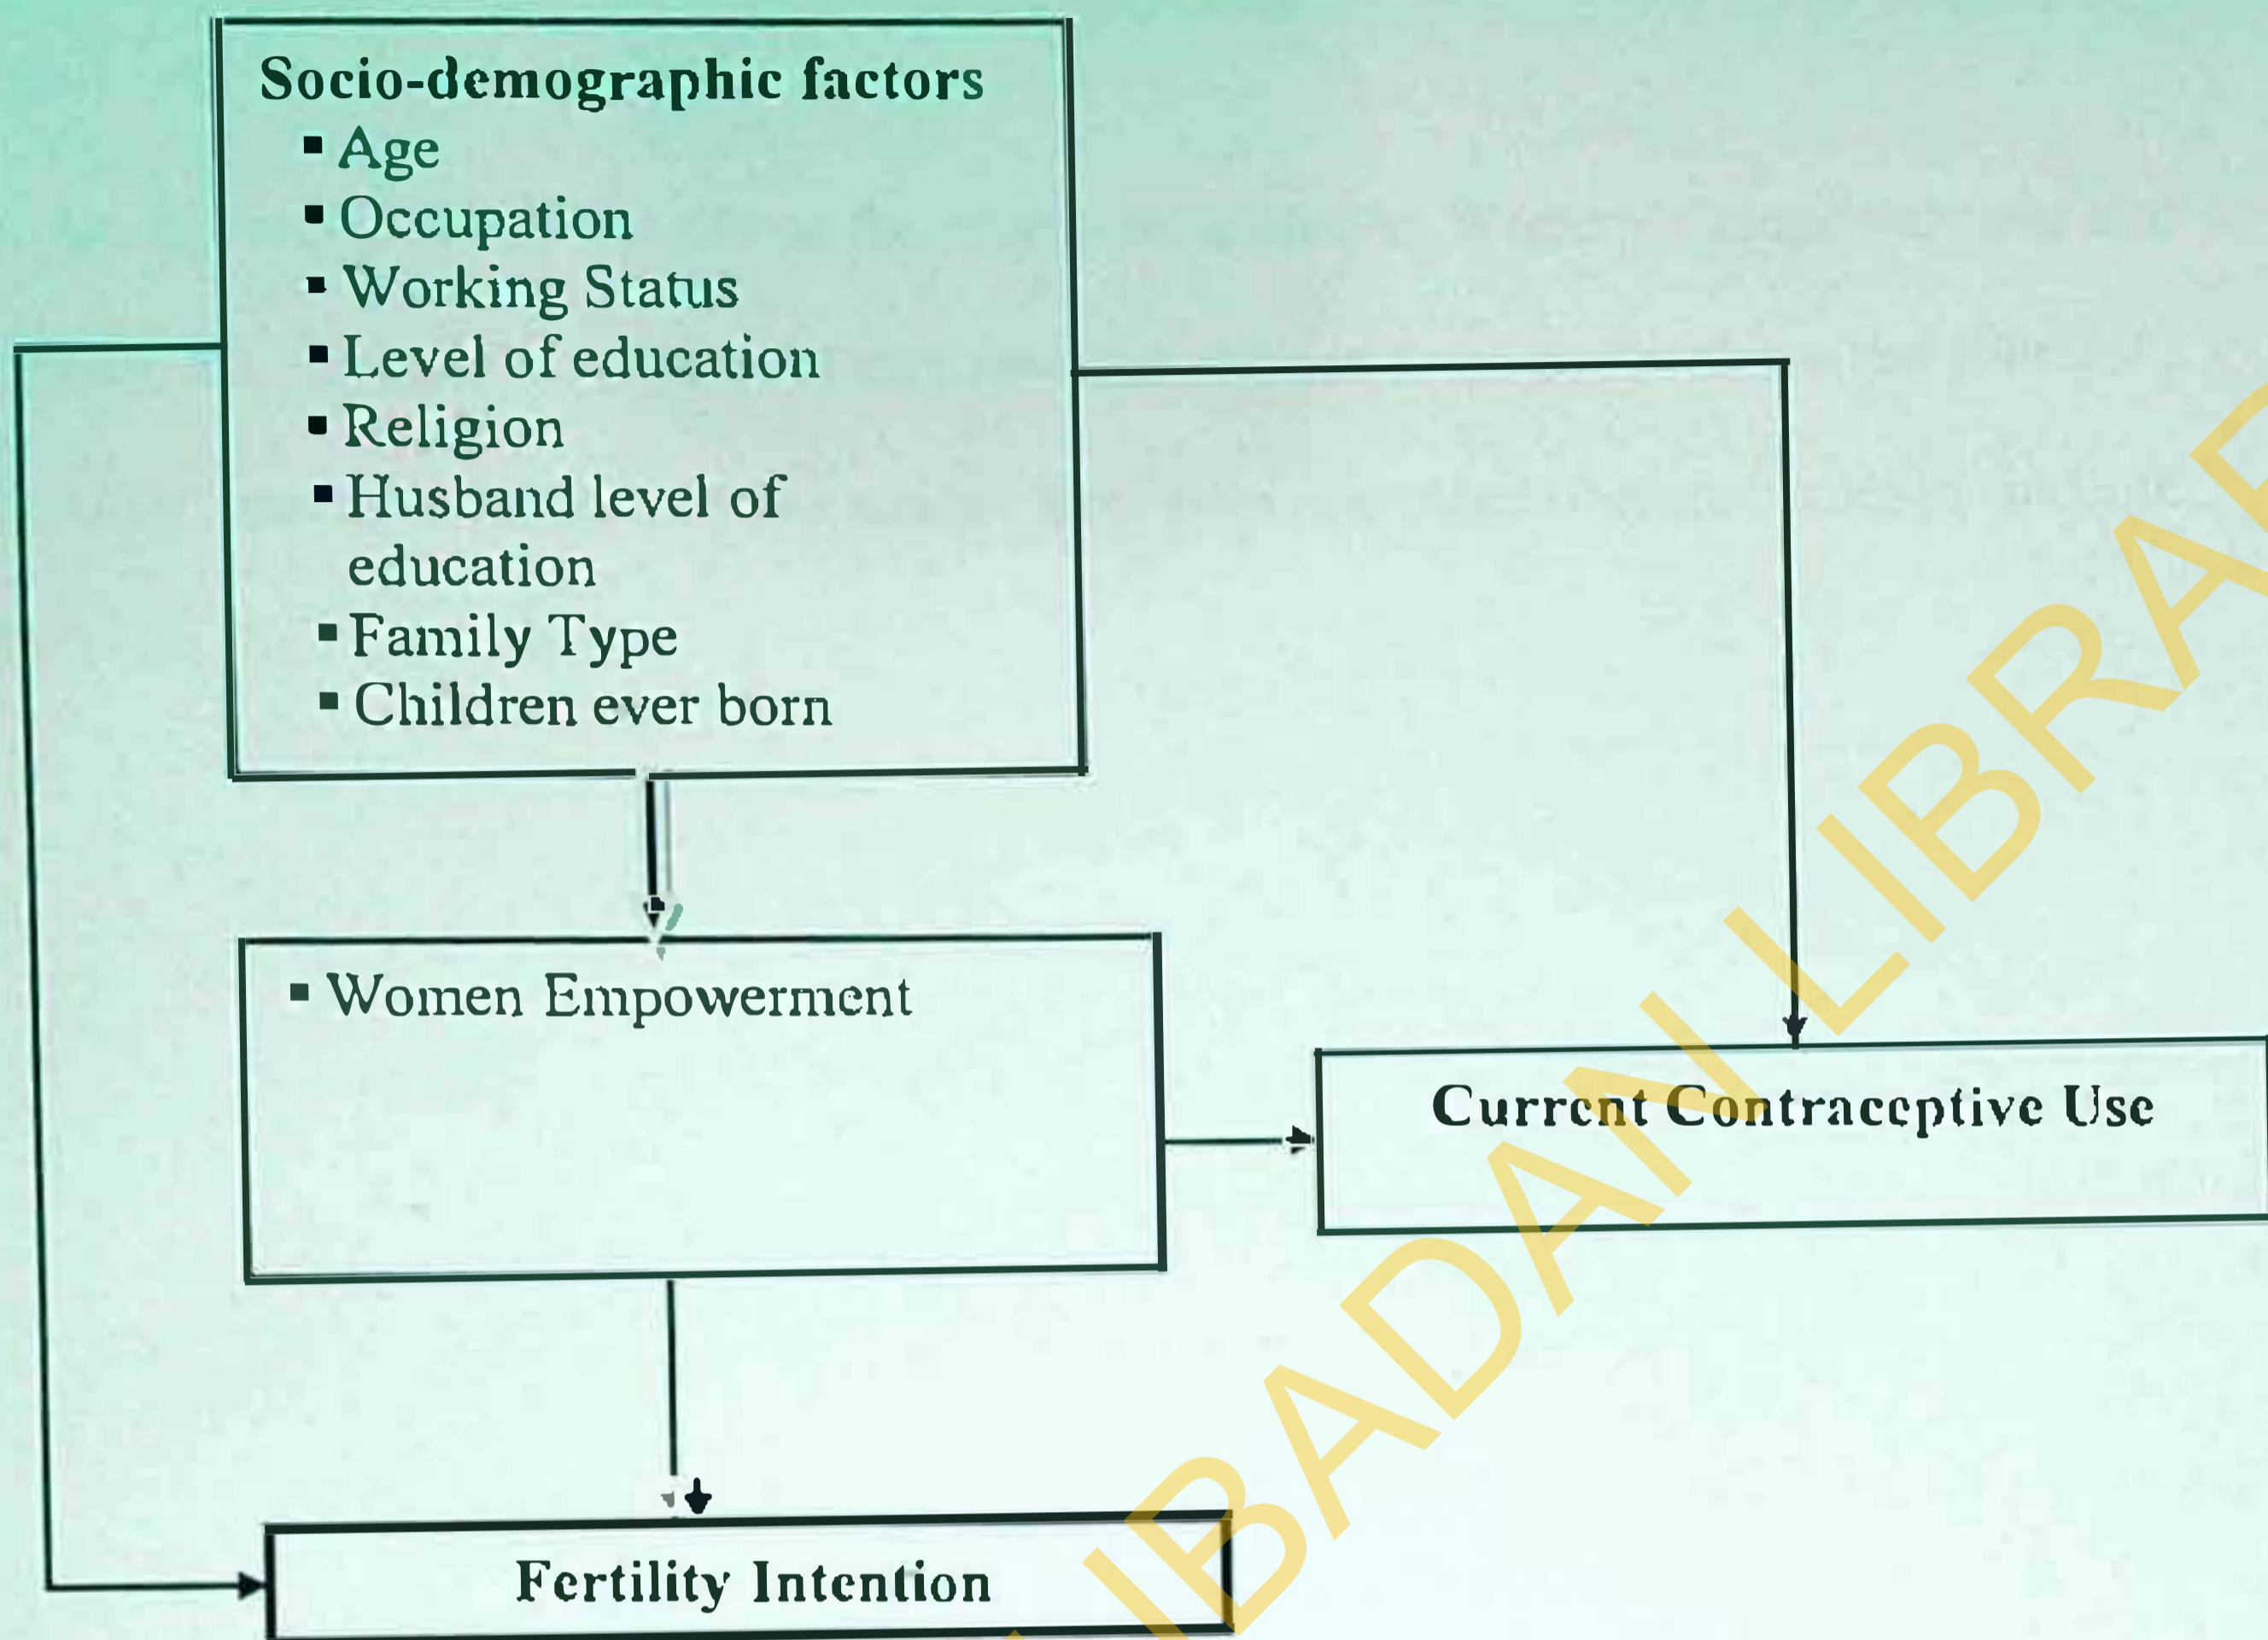 Socio-demographic factors
▪ Age
▪ Occupation
▪ Working Status
▪ Level of education
▪ Religion
▪ Husband level of
education
▪ Family Type
▪ Children ever born
▪ Women Empowerment
Current Contraceptive Use
Fertility Intention
IBADAN LIBRAR